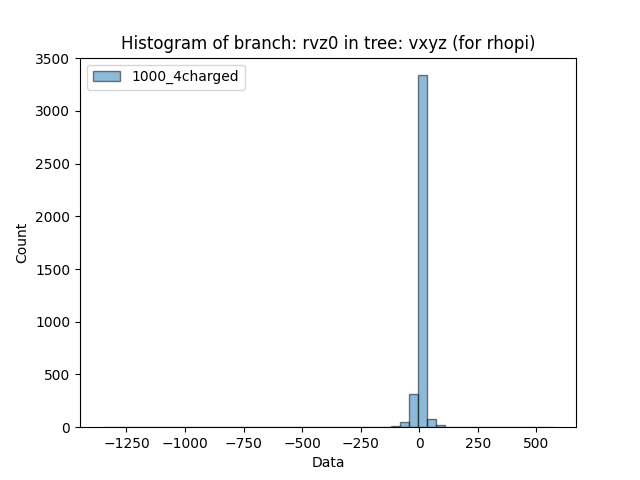 Histogram of branch: rvz0 in tree: vxyz (for rhopi)
1000_4charged
3500
3000
2500
2000
1500
1000
500
0
Count
−1250 −1000 −750 −500 −250 0 250 500
Data